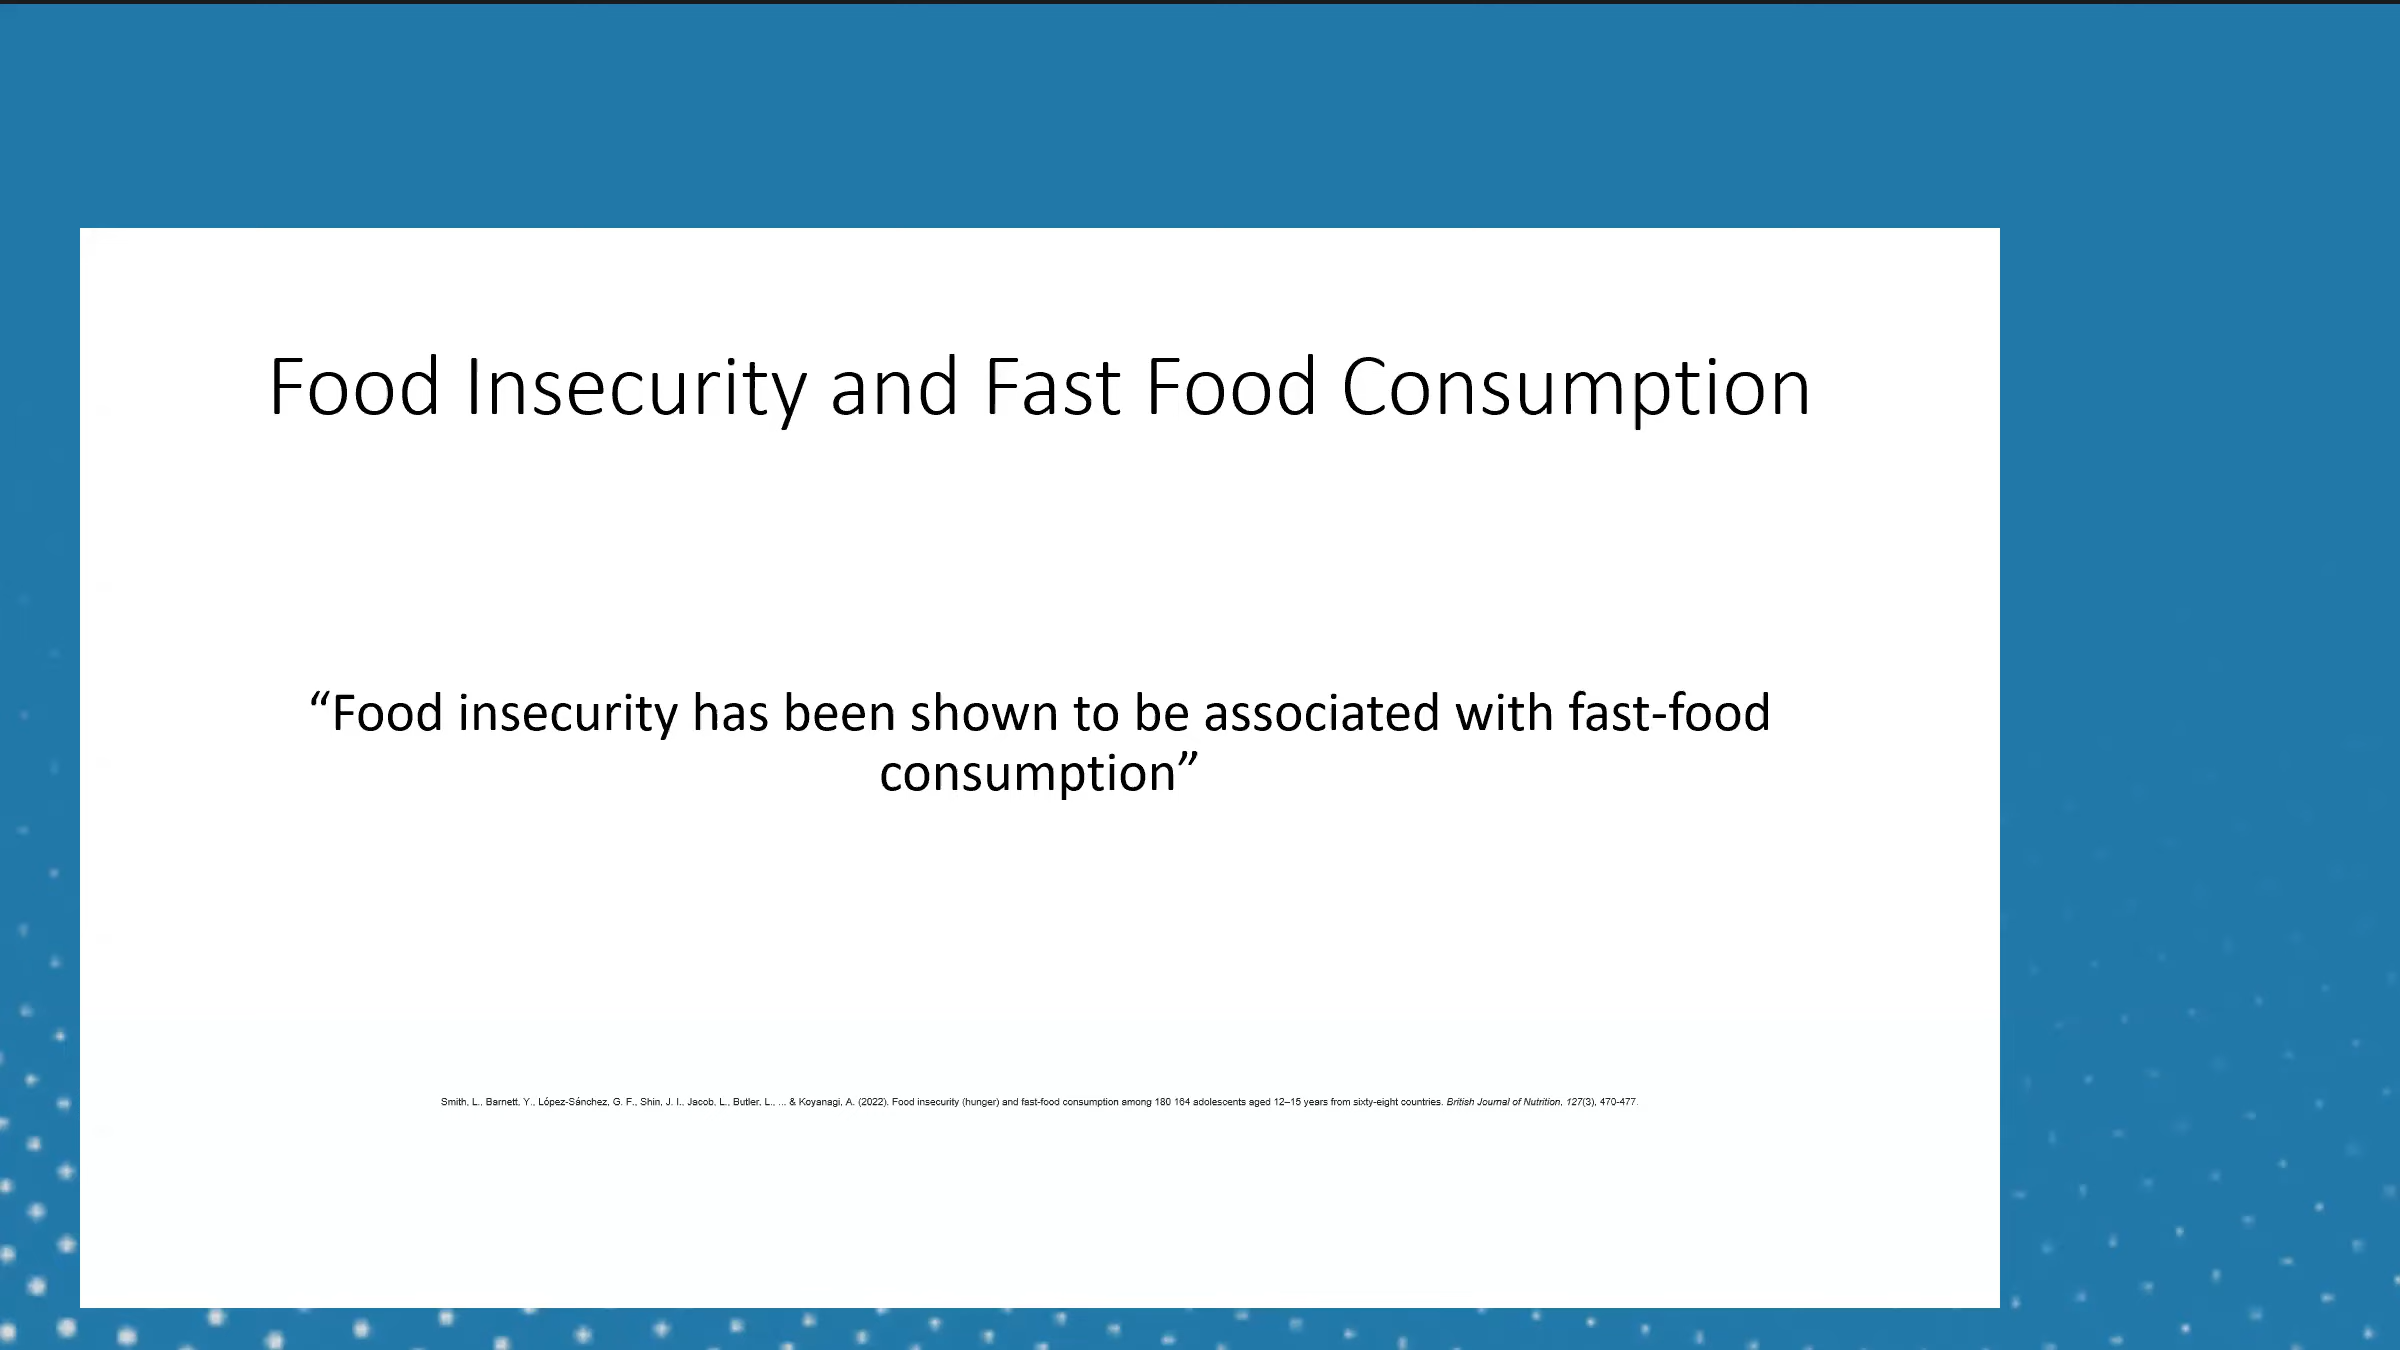 Food Insecurity and Fast Food Consumption
“Food insecurity has been shown to be associated with fast-food
consumption”
Smith, L., Barnett, Y., López-Sánchez, G. F., Shin, J. I., Jacob, L., Butler, L., ... & Koyanagi, A. (2022). Food insecurity (hunger) and fast-food consumption among 180 164 adolescents aged 12–15 years from sixty-eight countries. British Journal of Nutrition, 127(3), 470-477.